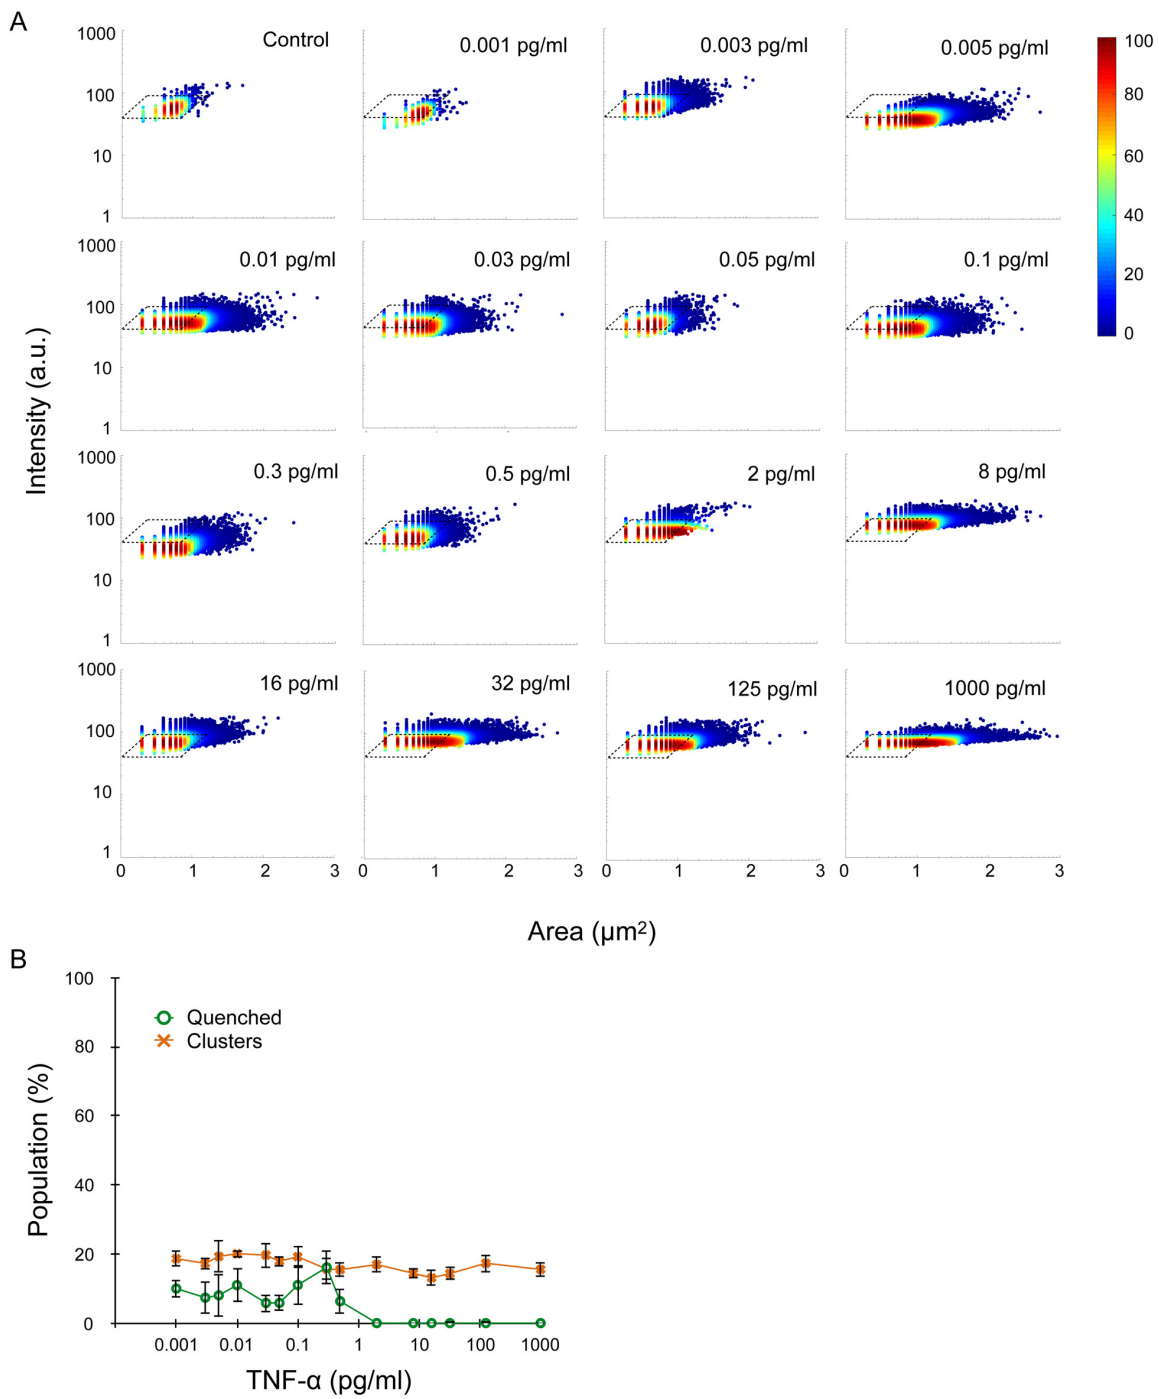 A
Control
0.001 pg/ml
0.003 pg/ml
0.005 pg/ml
1000
100
10
1
100
80
60
40
20
0
0.01 pg/ml
0.03 pg/ml
0.05 pg/ml
0.1 pg/ml
1000
100
10
1
Intensity (a.u.)
0.3 pg/ml
0.5 pg/ml
2 pg/ml
8 pg/ml
1000
100
10
1
16 pg/ml
32 pg/ml
125 pg/ml
1000 pg/ml
1000
100
10
1
0 1 2 3 0 1 2 3 0 1 2 3 0 1 2 3
Area (μm²)
B
100
80
60
40
20
0
Population (%)
Quenched
Clusters
0.001 0.01 0.1 1 10 100 1000
TNF-α (pg/ml)